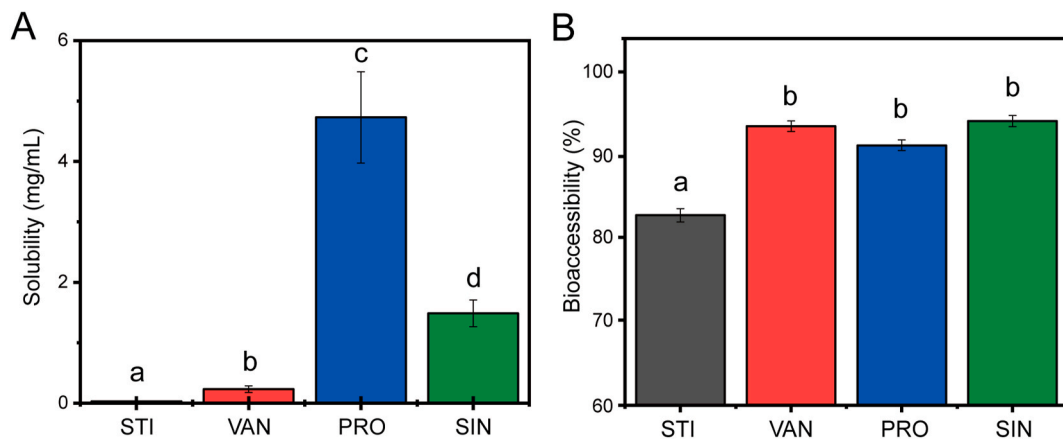 A
Solubility (mg/mL)
6
4
2
0
a
b
c
d
STI VAN PRO SIN
B
Bioaccessibility (%)
100
90
80
70
60
a
b
b
b
STI VAN PRO SIN